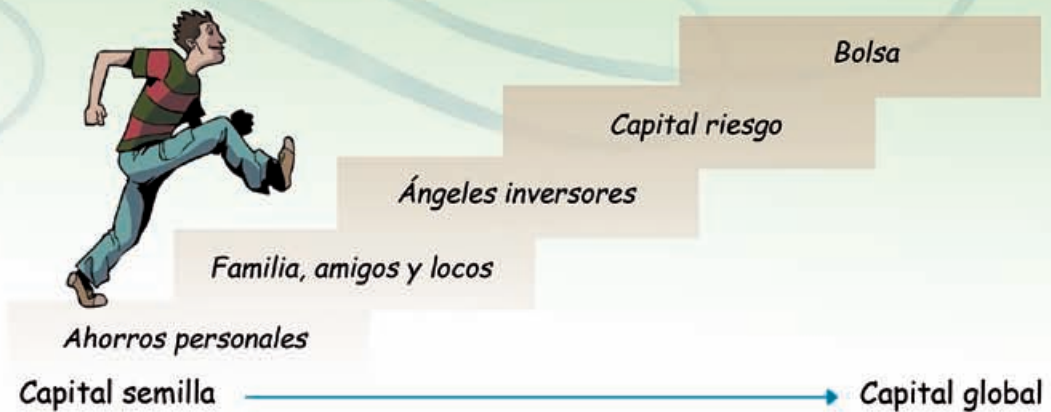 Bolsa
Capital riesgo
Ángeles inversores
Familia, amigos y locos
Ahorros personales
Capital semilla
Capital global